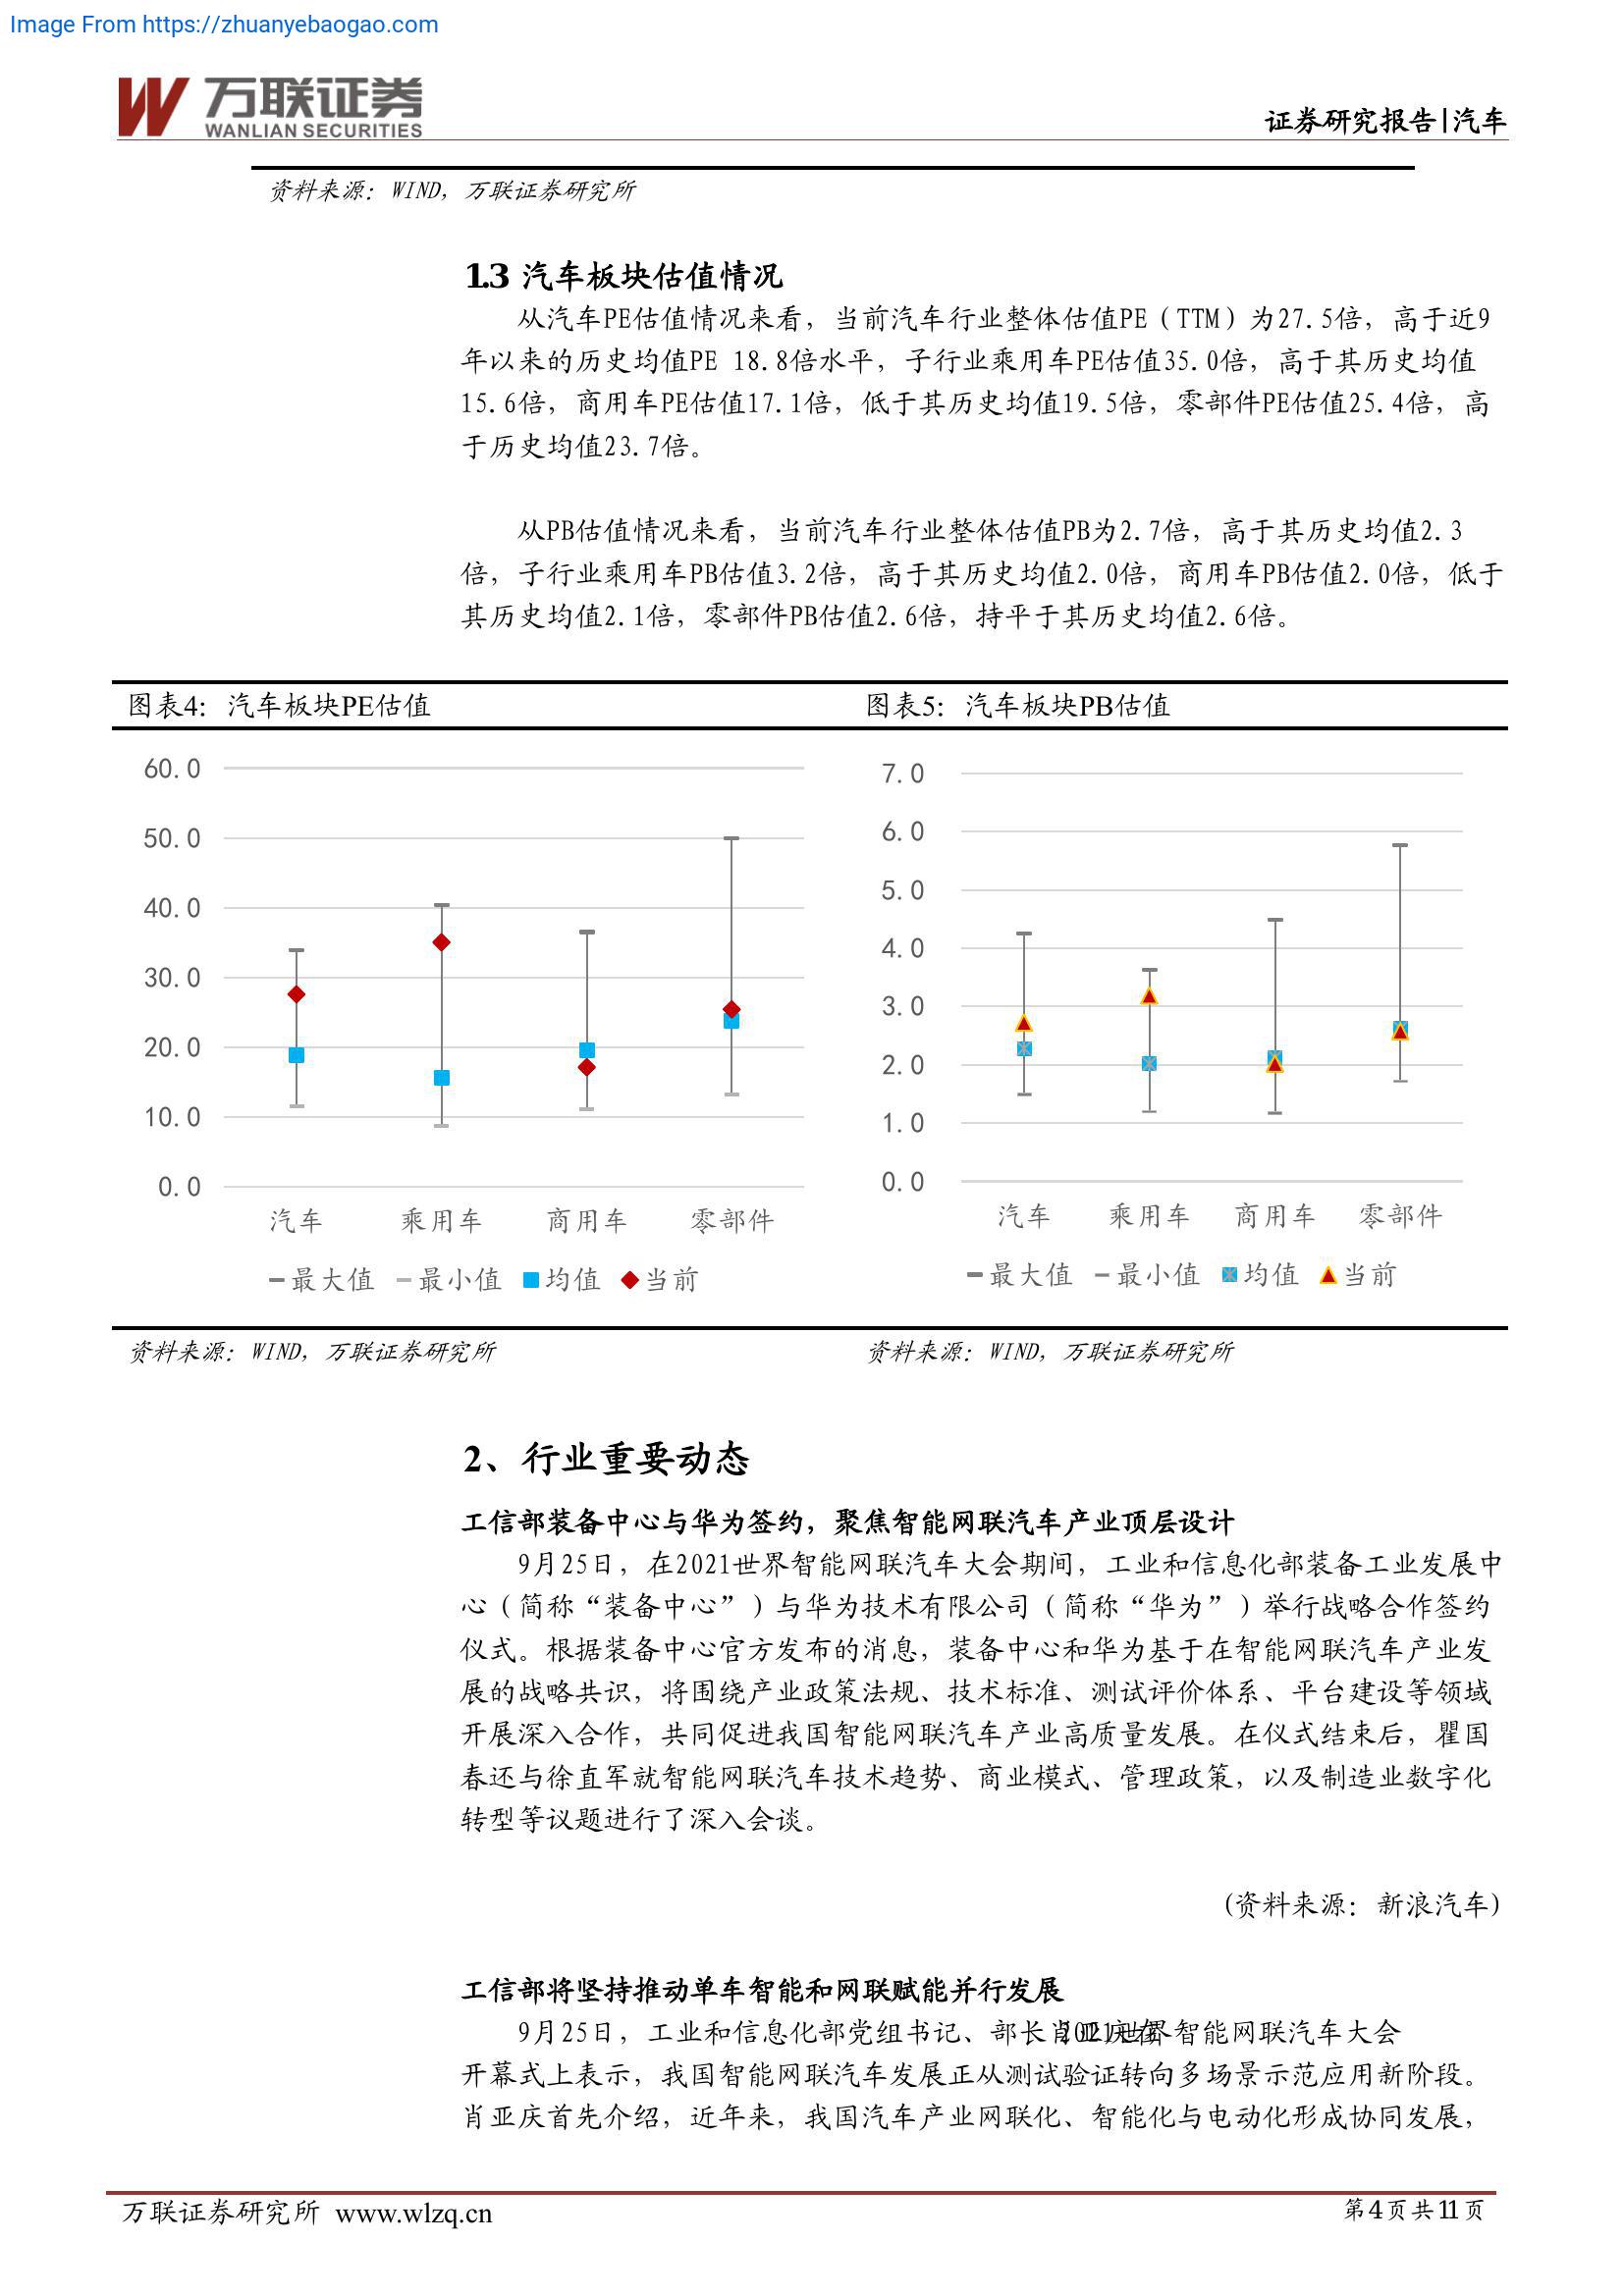 Image From https://zhuanyebaogao.com
万联证券
WANLIAN SECURITIES
证券研究报告|汽车
资料来源：WIND，万联证券研究所
1.3 汽车板块估值情况
从汽车PE估值情况来看，当前汽车行业整体估值PE（TTM）为27.5倍，高于近9
年以来的历史均值PE 18.8倍水平，子行业乘用车PE估值35.0倍，高于其历史均值
15.6倍，商用车PE估值17.1倍，低于其历史均值19.5倍，零部件PE估值25.4倍，高
于历史均值23.7倍。
从PB估值情况来看，当前汽车行业整体估值PB为2.7倍，高于其历史均值2.3
倍，子行业乘用车PB估值3.2倍，高于其历史均值2.0倍，商用车PB估值2.0倍，低于
其历史均值2.1倍，零部件PB估值2.6倍，持平于其历史均值2.6倍。
图表4：汽车板块PE估值
60.0
50.0
40.0
30.0
20.0
10.0
0.0
汽车 乘用车 商用车 零部件
最大值 最小值 均值 当前
资料来源：WIND，万联证券研究所
图表5：汽车板块PB估值
7.0
6.0
5.0
4.0
3.0
2.0
1.0
0.0
汽车 乘用车 商用车 零部件
最大值 最小值 均值 当前
资料来源：WIND，万联证券研究所
2、行业重要动态
工信部装备中心与华为签约，聚焦智能网联汽车产业顶层设计
9月25日，在2021世界智能网联汽车大会期间，工业和信息化部装备工业发展中
心（简称“装备中心”）与华为技术有限公司（简称“华为”）举行战略合作签约
仪式。根据装备中心官方发布的消息，装备中心和华为基于在智能网联汽车产业发
展的战略共识，将围绕产业政策法规、技术标准、测试评价体系、平台建设等领域
开展深入合作，共同促进我国智能网联汽车产业高质量发展。在仪式结束后，瞿国
春还与徐直军就智能网联汽车技术趋势、商业模式、管理政策，以及制造业数字化
转型等议题进行了深入会谈。
(资料来源：新浪汽车)
工信部将坚持推动单车智能和网联赋能并行发展
9月25日，工业和信息化部党组书记、部长肖亚庆在2021世界智能网联汽车大会
开幕式上表示，我国智能网联汽车发展正从测试验证转向多场景示范应用新阶段。
肖亚庆首先介绍，近年来，我国汽车产业网联化、智能化与电动化形成协同发展，
万联证券研究所 www.wlzq.cn
第4页共11页